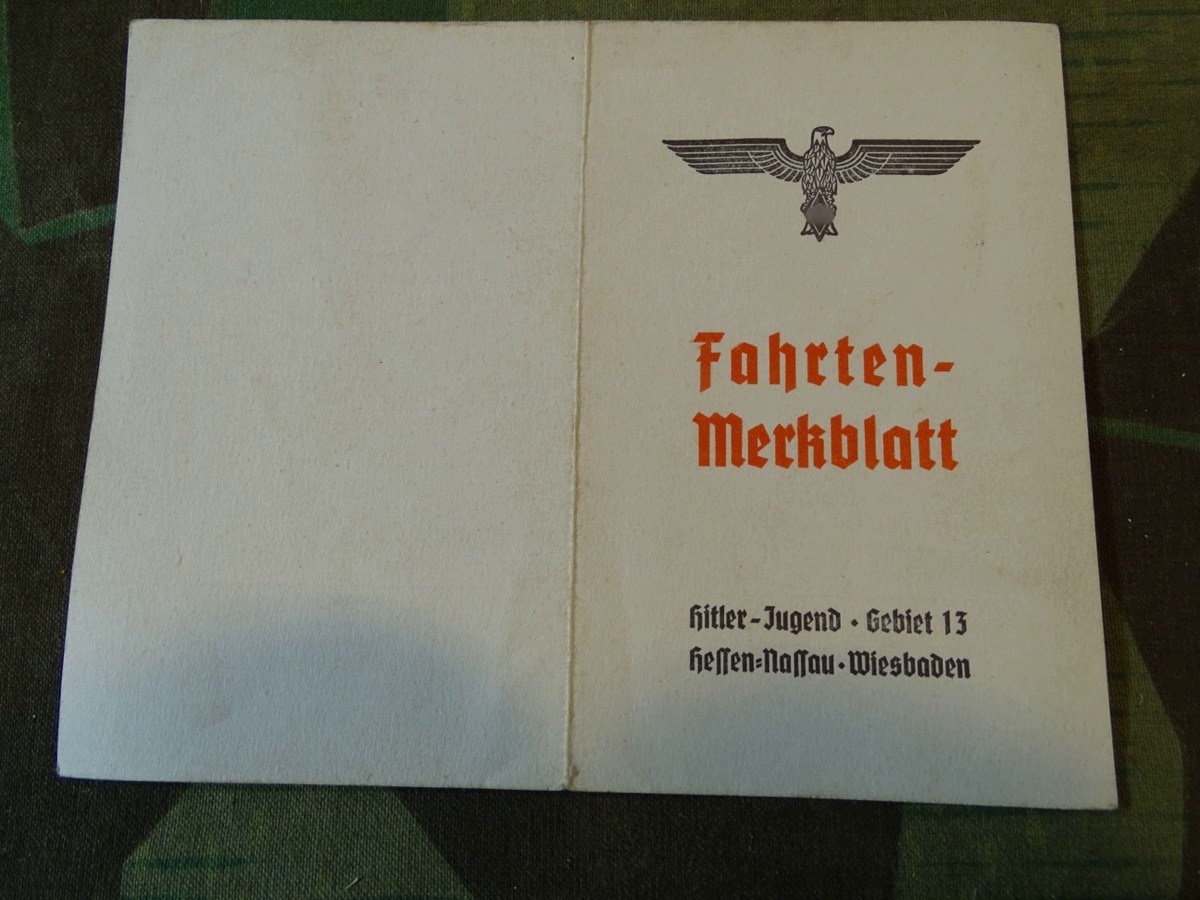 Fahrten-
Merkblatt
Hitler-Jugend · Gebiet 13
Hessen-Nassau · Wiesbaden